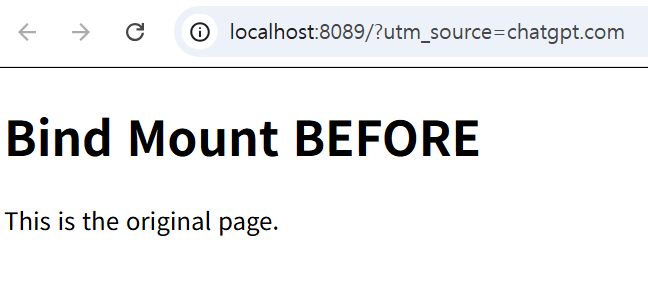 localhost:8089/?utm_source=chatgpt.com
Bind Mount BEFORE
This is the original page.